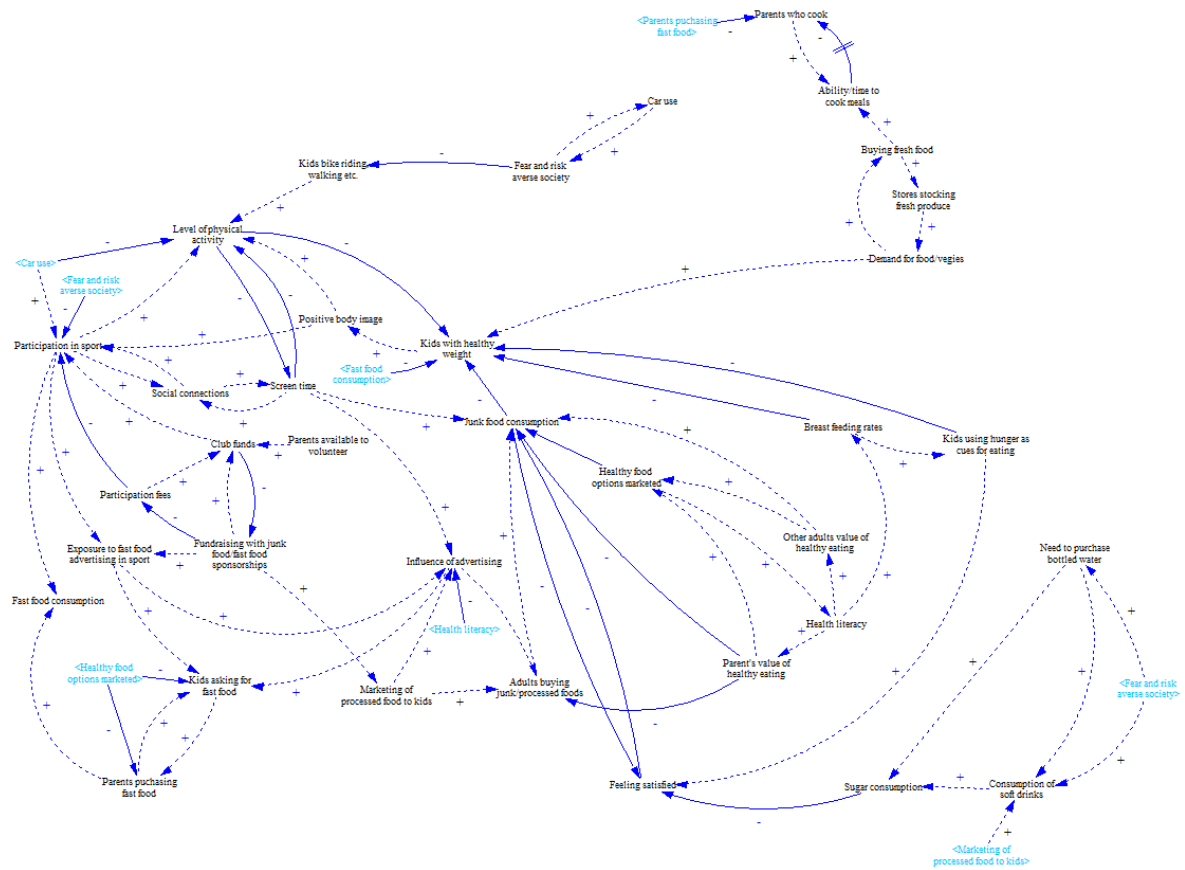 Parents who cook
<Parents puchasing
fast food>
-
-
+
Ability/time to
cook meals
Car use
+
+
+
Buying fresh food
+
Kids bike riding,
walking etc.
-
Fear and risk
averse society
Stores stocking
fresh produce
+
+
+
Level of physical
activity
-
-
<Car use>
+
Demand for food/vegies
+
<Fear and risk
averse society>
+
-
-
-
+
Positive body image
+
Participation in sport
+
Kids with healthy
weight
-
<Fast food
consumption>
-
+
+
Social connections
+
Screen time
-
-
+
+
Junk food consumption
+
Breast feeding rates
Kids using hunger as
cues for eating
Club funds
Parents available to
volunteer
+
+
+
+
Healthy food
options marketed
+
Participation fees
+
+
-
-
+
Exposure to fast food
advertising in sport
+
Fundraising with junk
food/fast food
sponsorships
+
Other adults value of
healthy eating
Need to purchase
bottled water
Influence of advertising
+
+
-
-
+
+
+
Fast food consumption
+
+
+
-
<Health literacy>
Health literacy
+
+
<Healthy food
options marketed>
-
Kids asking for
fast food
+
+
Marketing of
processed food to kids
+
Adults buying
junk/processed foods
Parent's value of
healthy eating
+
+
+
<Fear and risk
averse society>
+
-
+
+
-
Parents puchasing
fast food
Feeling satisfied
Sugar consumption
+
Consumption of
soft drinks
+
-
+
<Marketing of
processed food to kids>